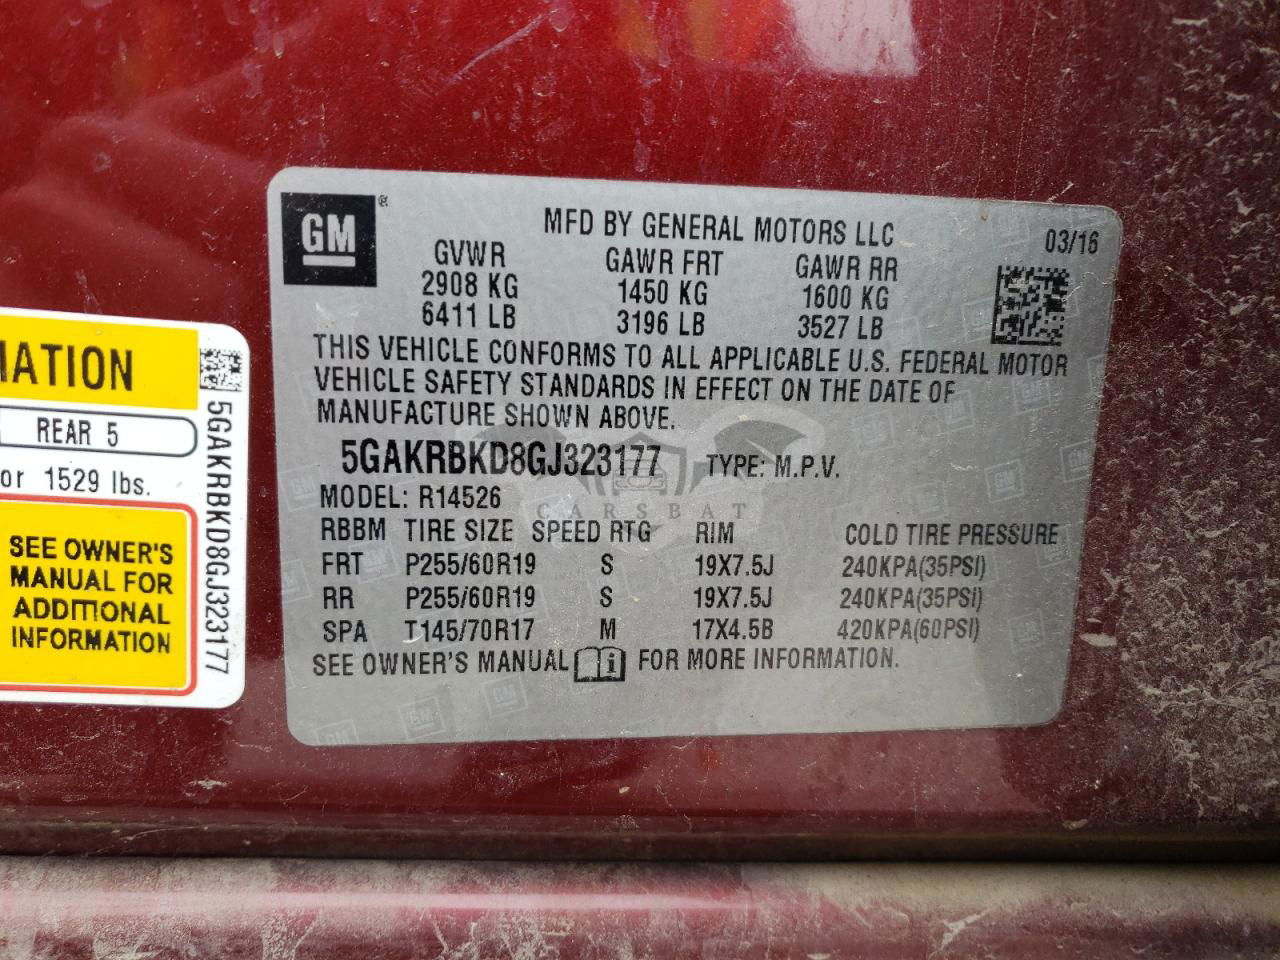 GM
®
MFD BY GENERAL MOTORS LLC
03/16
GVWR GAWR FRT GAWR RR
2908 KG 1450 KG 1600 KG
6411 LB 3196 LB 3527 LB
THIS VEHICLE CONFORMS TO ALL APPLICABLE U.S. FEDERAL MOTOR
VEHICLE SAFETY STANDARDS IN EFFECT ON THE DATE OF
MANUFACTURE SHOWN ABOVE.
5GAKRBKD8GJ323177 TYPE: M.P.V.
MODEL: R14526
CARSBAT
RBBM TIRE SIZE SPEED RTG RIM COLD TIRE PRESSURE
FRT P255/60R19 S 19X7.5J 240KPA(35PSI)
RR P255/60R19 S 19X7.5J 240KPA(35PSI)
SPA T145/70R17 M 17X4.5B 420KPA(60PSI)
SEE OWNER'S MANUAL i FOR MORE INFORMATION.
MATION
REAR 5
or 1529 lbs.
SEE OWNER'S
MANUAL FOR
ADDITIONAL
INFORMATION
5GAKRBKD8GJ323177